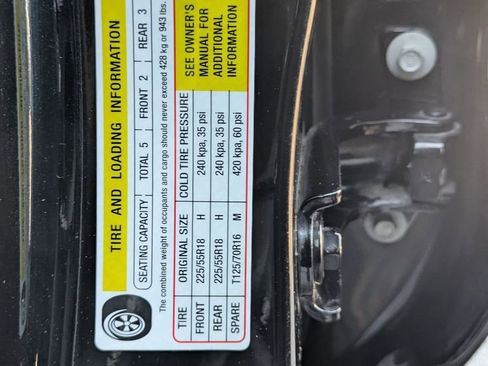 TIRE AND LOADING INFORMATION
SEATING CAPACITY TOTAL 5 FRONT 2 REAR 3
The combined weight of occupants and cargo should never exceed 428 kg or 943 lbs.
TIRE ORIGINAL SIZE COLD TIRE PRESSURE
FRONT 225/55R18 H 240 kpa, 35 psi
REAR 225/55R18 H 240 kpa, 35 psi
SPARE T125/70R16 M 420 kpa, 60 psi
SEE OWNER'S
MANUAL FOR
ADDITIONAL
INFORMATION